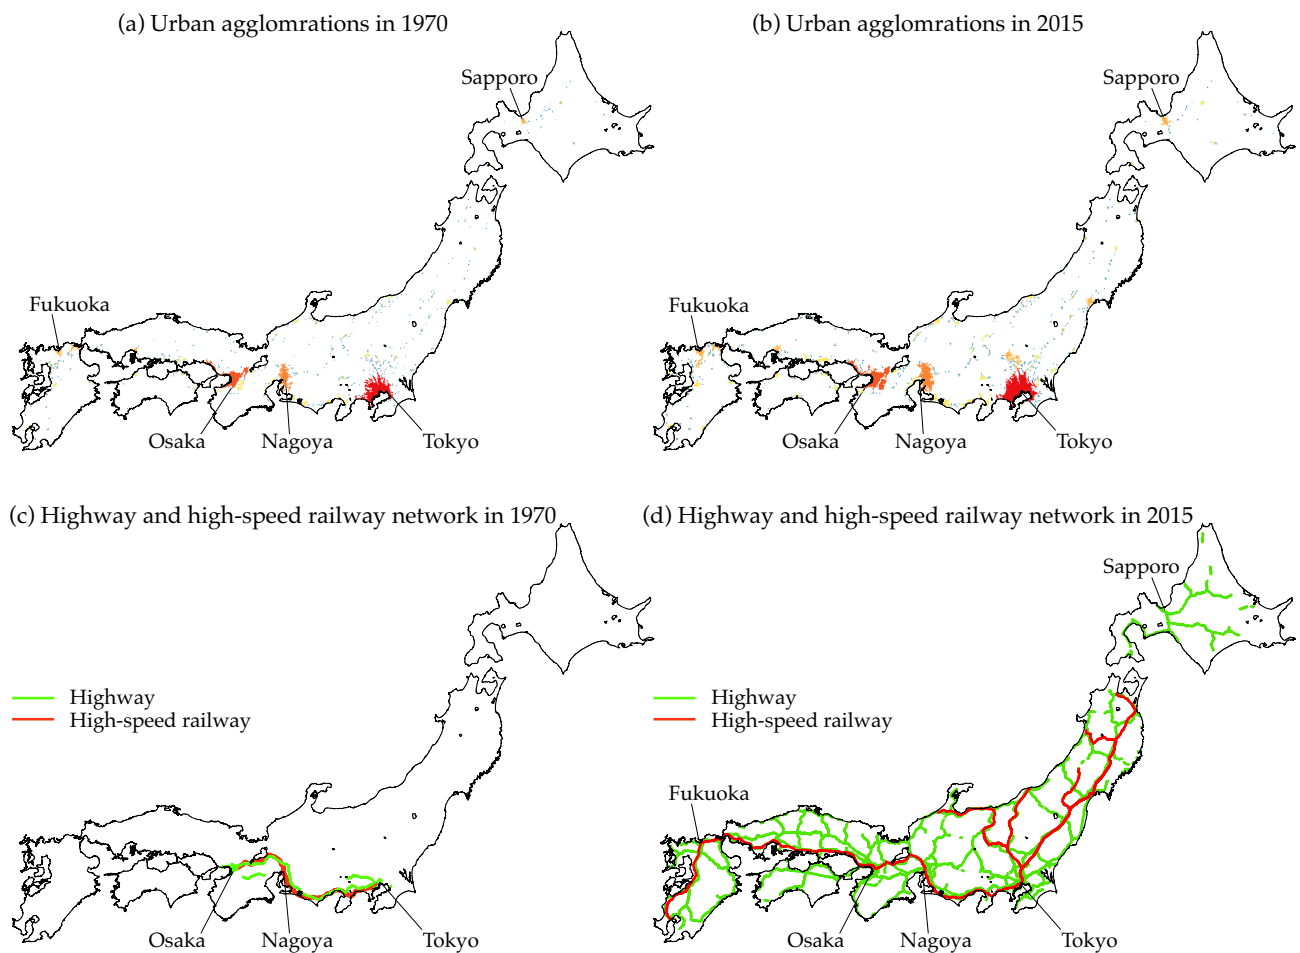 (a) Urban agglomrations in 1970
(b) Urban agglomrations in 2015
Sapporo
Sapporo
Fukuoka
Fukuoka
Osaka
Nagoya
Tokyo
Osaka
Nagoya
Tokyo
(c) Highway and high-speed railway network in 1970
(d) Highway and high-speed railway network in 2015
Sapporo
Highway
High-speed railway
Highway
High-speed railway
Fukuoka
Osaka
Nagoya
Tokyo
Osaka
Nagoya
Tokyo